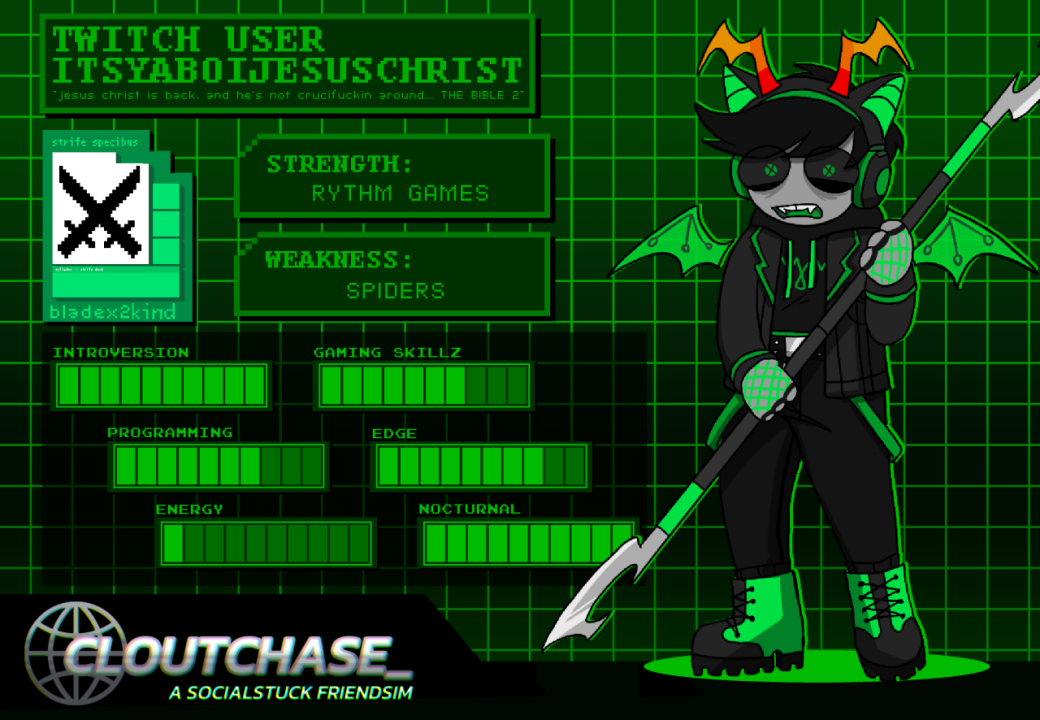 TWITCH USER
ITSYABOIJESUSCHRIST
"jesus christ is back, and he's not crucifuckin around... THE BIBLE 2"
strife specibus
STRENGTH:
RYTHM GAMES
WEAKNESS:
SPIDERS
bladex2kind
INTROVERSION
GAMING SKILLZ
PROGRAMMING
EDGE
ENERGY
NOCTURNAL
CLOUTCHASE_
A SOCIALSTUCK FRIENDSIM